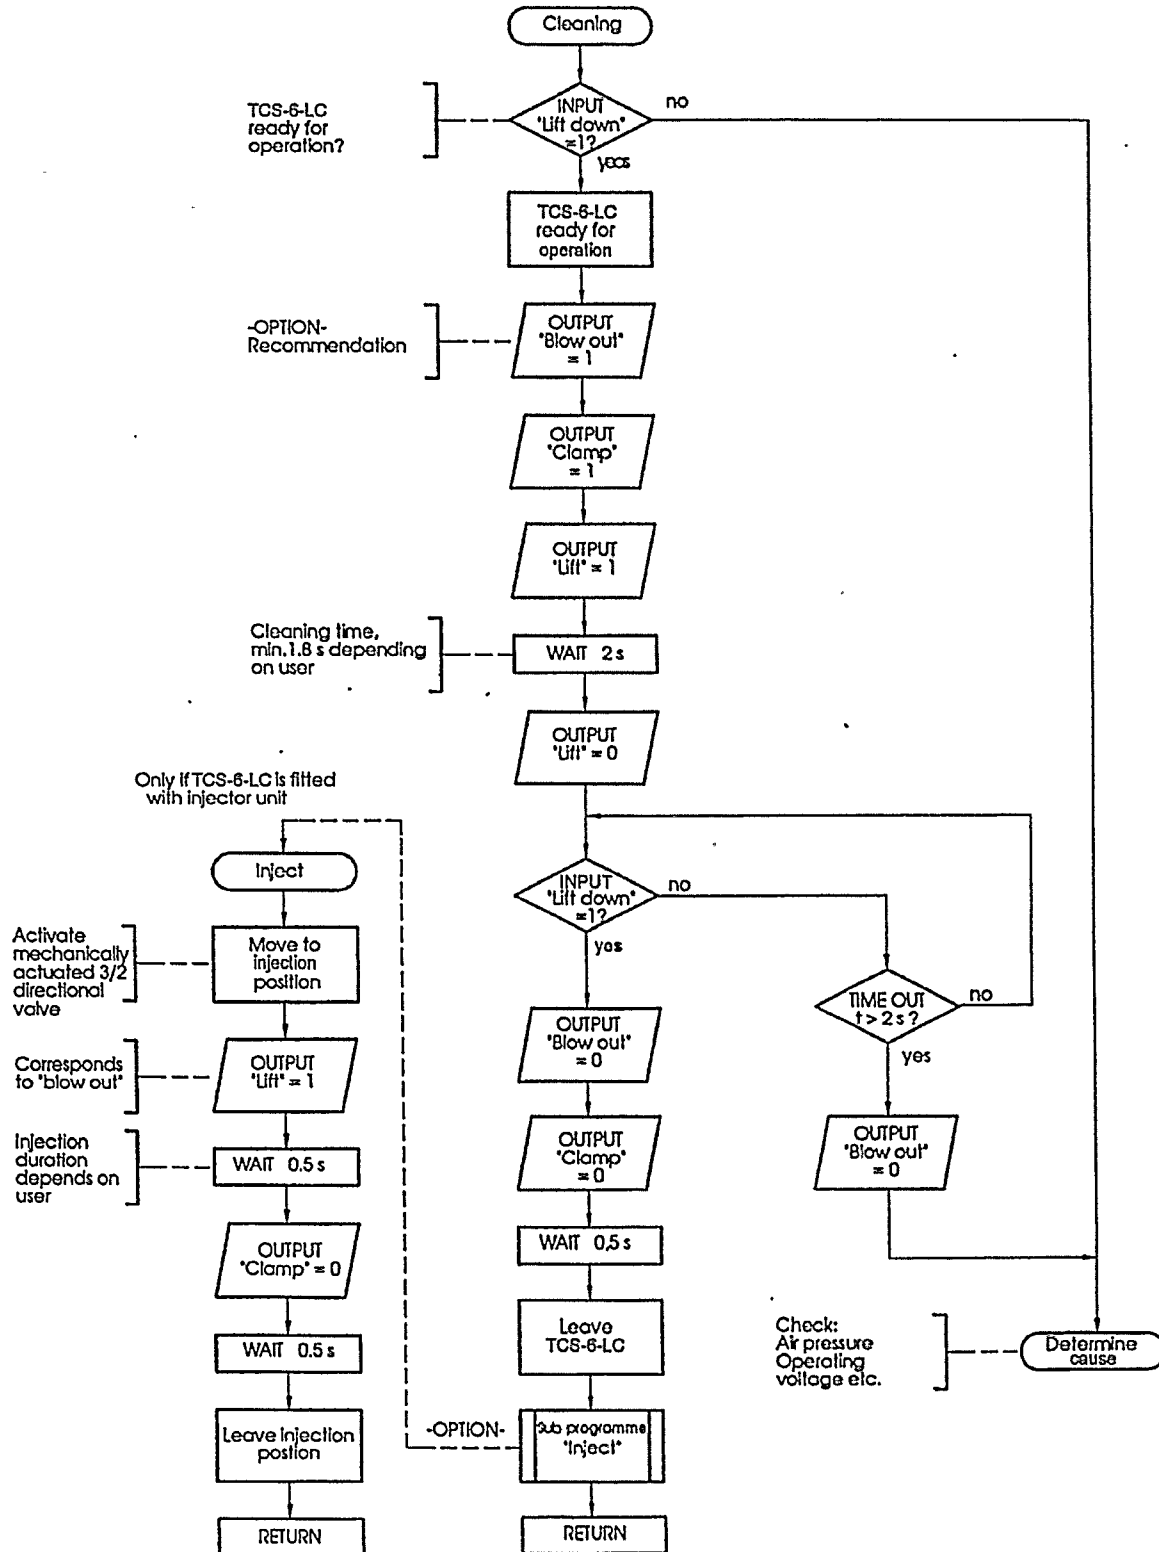 Cleaning
TCS-6-LC
ready for
operation?
INPUT
"Lift down"
=1?
no
yecs
TCS-6-LC
ready for
operation
-OPTION-
Recommendation
OUTPUT
"Blow out"
= 1
OUTPUT
"Clamp"
= 1
OUTPUT
"Lift" = 1
Cleaning time,
min.1.8 s depending
on user
WAIT 2 s
OUTPUT
"Lift" = 0
INPUT
"Lift down"
=1?
no
yes
TIME OUT
t > 2 s ?
no
yes
OUTPUT
"Blow out"
= 0
OUTPUT
"Blow out"
= 0
OUTPUT
"Clamp"
= 0
WAIT 0,5 s
Leave
TCS-6-LC
-OPTION-
Sub programme
"Inject"
RETURN
Check:
Air pressure
Operating
voltage etc.
Determine
cause
Only if TCS-6-LC is fitted
with injector unit
Inject
Activate
mechanically
actuated 3/2
directional
valve
Move to
injection
position
Corresponds
to "blow out"
OUTPUT
"Lift" = 1
Injection
duration
depends on
user
WAIT 0.5 s
OUTPUT
"Clamp" = 0
WAIT 0.5 s
Leave Injection
postion
RETURN